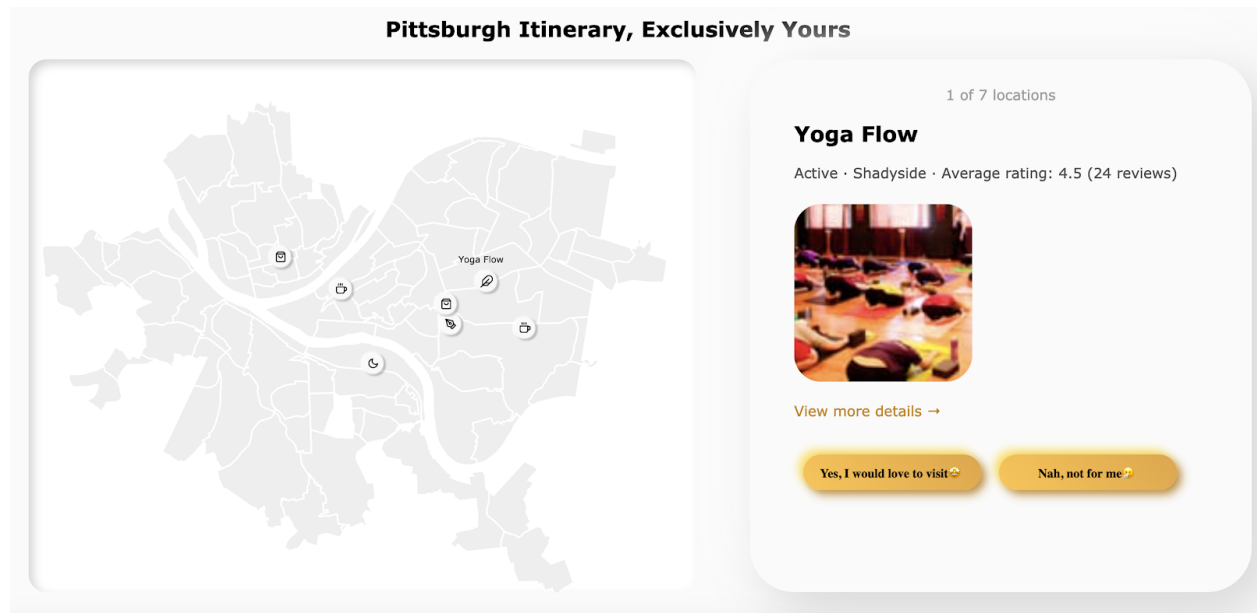 Pittsburgh Itinerary, Exclusively Yours
Yoga Flow
1 of 7 locations
Yoga Flow
Active · Shadyside · Average rating: 4.5 (24 reviews)
View more details →
Yes, I would love to visit🤩
Nah, not for me🤧